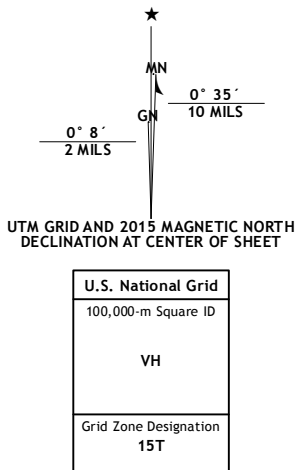 ★
MN
0° 35´
10 MILS
GN
0° 8´
2 MILS
UTM GRID AND 2015 MAGNETIC NORTH
DECLINATION AT CENTER OF SHEET
U.S. National Grid
100,000-m Square ID
VH
Grid Zone Designation
15T